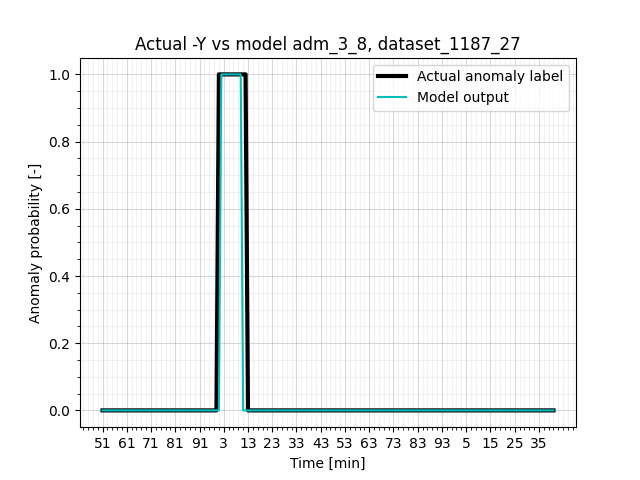 Actual -Y vs model adm_3_8, dataset_1187_27
Actual anomaly label
Model output
Anomaly probability [-]
1.0
0.8
0.6
0.4
0.2
0.0
51 61 71 81 91 3 13 23 33 43 53 63 73 83 93 5 15 25 35
Time [min]